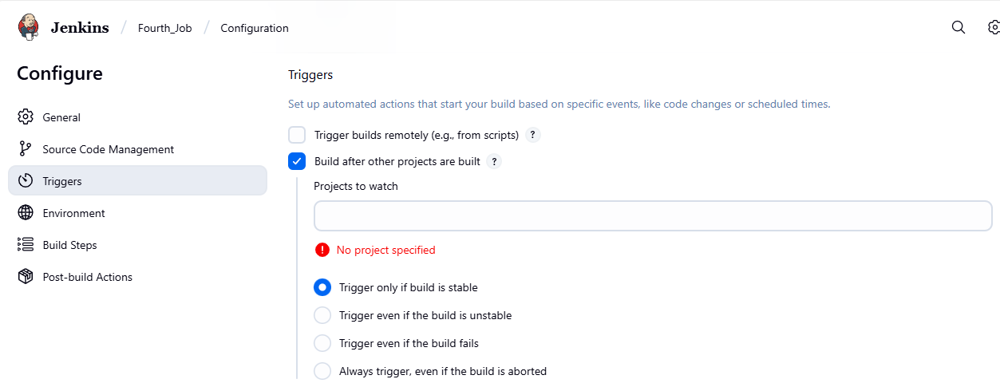 Jenkins / Fourth_Job / Configuration
Configure
General
Source Code Management
Triggers
Environment
Build Steps
Post-build Actions
Triggers
Set up automated actions that start your build based on specific events, like code changes or scheduled times.
Trigger builds remotely (e.g., from scripts) ?
Build after other projects are built ?
Projects to watch
! No project specified
Trigger only if build is stable
Trigger even if the build is unstable
Trigger even if the build fails
Always trigger, even if the build is aborted